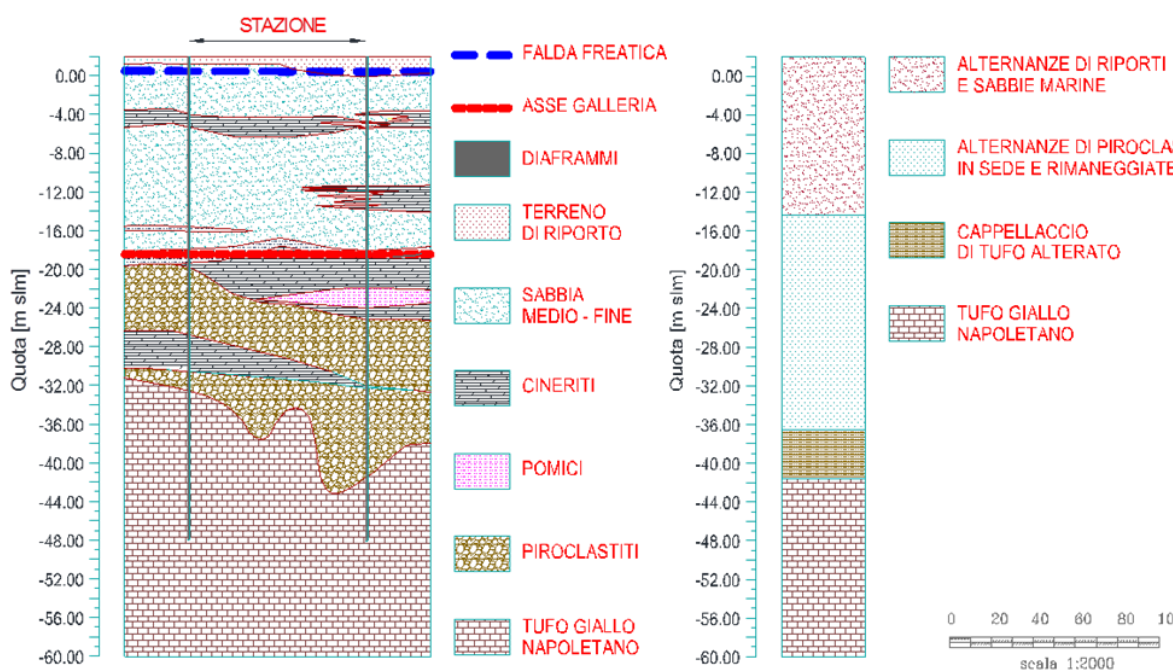 STAZIONE
Quota [m slm]
0.00
-4.00
-8.00
-12.00
-16.00
-20.00
-24.00
-28.00
-32.00
-36.00
-40.00
-44.00
-48.00
-52.00
-56.00
-60.00
FALDA FREATICA
ASSE GALLERIA
DIAFRAMMI
TERRENO
DI RIPORTO
SABBIA
MEDIO - FINE
CINERITI
POMICI
PIROCLASTITI
TUFO GIALLO
NAPOLETANO
Quota [m slm]
0.00
-4.00
-8.00
-12.00
-16.00
-20.00
-24.00
-28.00
-32.00
-36.00
-40.00
-44.00
-48.00
-52.00
-56.00
-60.00
ALTERNANZE DI RIPORTI
E SABBIE MARINE
ALTERNANZE DI PIROCLA
IN SEDE E RIMANEGGIATE
CAPPELLACCIO
DI TUFO ALTERATO
TUFO GIALLO
NAPOLETANO
0 20 40 60 80 10
scala 1:2000